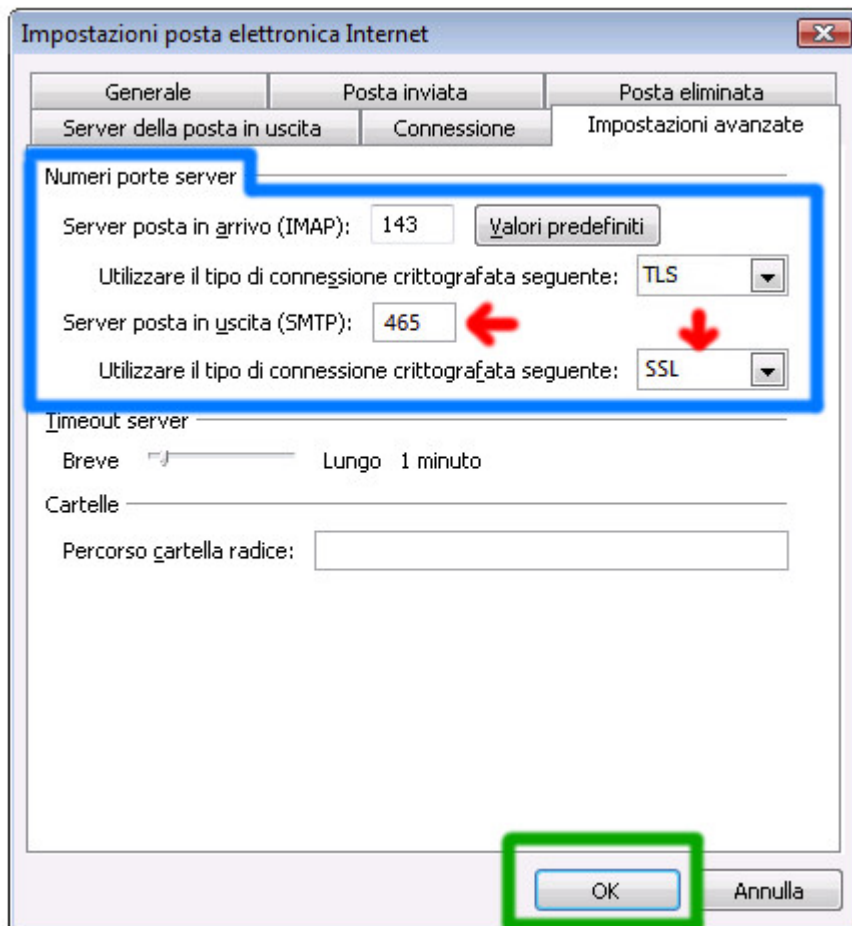 Impostazioni posta elettronica Internet
Generale
Posta inviata
Posta eliminata
Server della posta in uscita
Connessione
Impostazioni avanzate
Numeri porte server
Server posta in arrivo (IMAP): 143 Valori predefiniti
Utilizzare il tipo di connessione crittografata seguente: TLS
Server posta in uscita (SMTP): 465
Utilizzare il tipo di connessione crittografata seguente: SSL
Timeout server
Breve Lungo 1 minuto
Cartelle
Percorso cartella radice:
OK Annulla